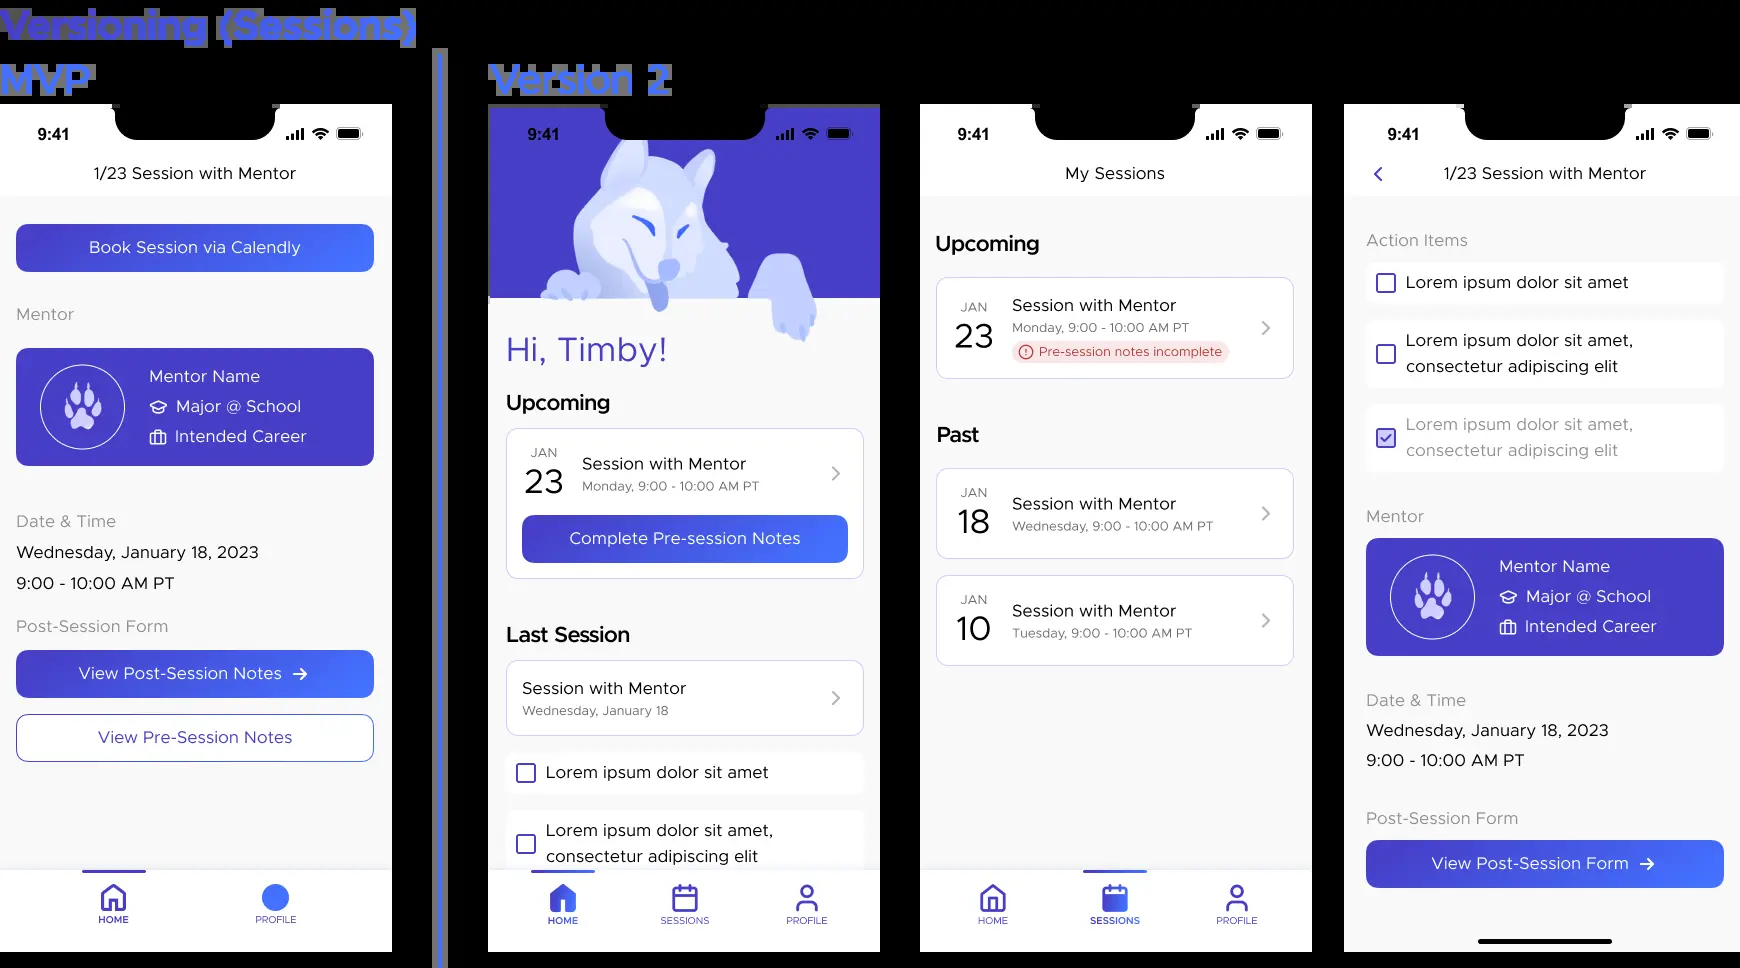 Versioning (Sessions)
MVP
9:41
1/23 Session with Mentor
Book Session via Calendly
Mentor
Mentor Name
Major @ School
Intended Career
Date & Time
Wednesday, January 18, 2023
9:00 - 10:00 AM PT
Post-Session Form
View Post-Session Notes →
View Pre-Session Notes
HOME
PROFILE
Version 2
9:41
Hi, Timby!
Upcoming
JAN
23
Session with Mentor
Monday, 9:00 - 10:00 AM PT
Complete Pre-session Notes
Last Session
Session with Mentor
Wednesday, January 18
Lorem ipsum dolor sit amet
Lorem ipsum dolor sit amet,
consectetur adipiscing elit
HOME
SESSIONS
PROFILE
9:41
My Sessions
Upcoming
JAN
23
Session with Mentor
Monday, 9:00 - 10:00 AM PT
Pre-session notes incomplete
Past
JAN
18
Session with Mentor
Wednesday, 9:00 - 10:00 AM PT
JAN
10
Session with Mentor
Tuesday, 9:00 - 10:00 AM PT
HOME
SESSIONS
PROFILE
9:41
1/23 Session with Mentor
Action Items
Lorem ipsum dolor sit amet
Lorem ipsum dolor sit amet,
consectetur adipiscing elit
Lorem ipsum dolor sit amet,
consectetur adipiscing elit
Mentor
Mentor Name
Major @ School
Intended Career
Date & Time
Wednesday, January 18, 2023
9:00 - 10:00 AM PT
Post-Session Form
View Post-Session Form →